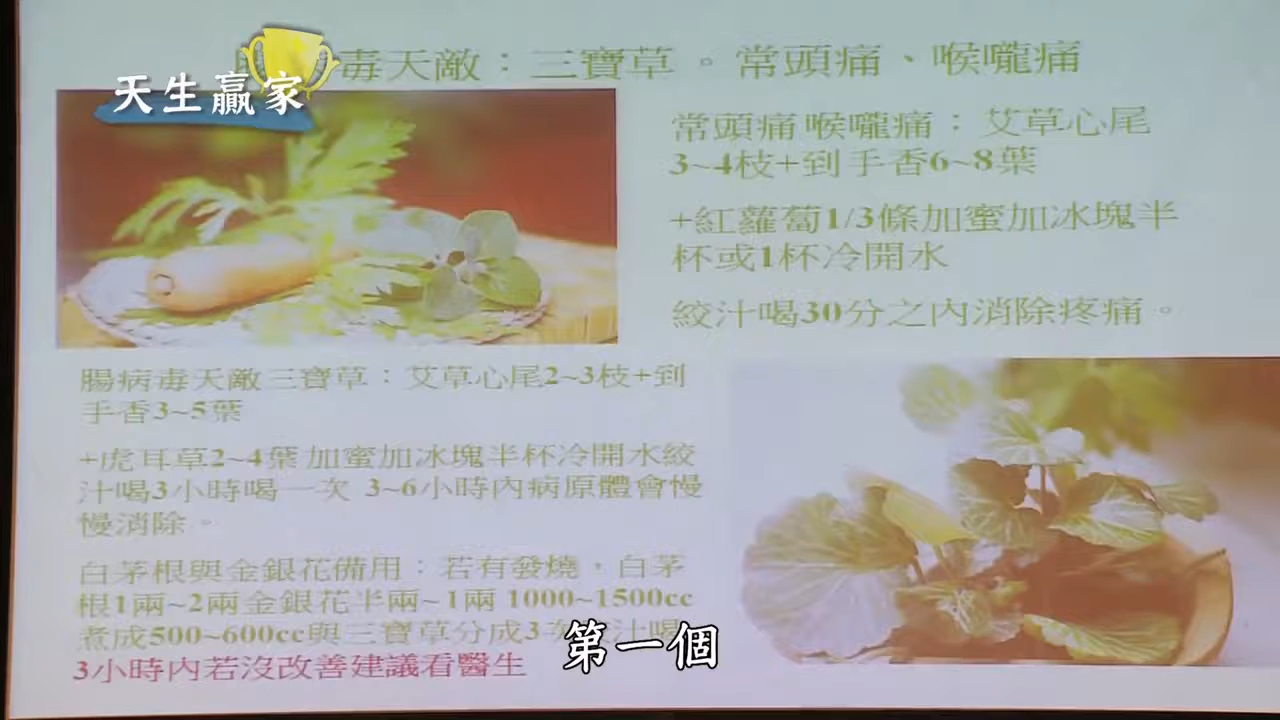 天生贏家
毒天敵：三寶草。常頭痛、喉嚨痛
常頭痛喉嚨痛：艾草心尾
3~4枝+到手香6~8葉
+紅蘿蔔1/3條加蜜加冰塊半
杯或1杯冷開水
絞汁喝30分之內消除疼痛。
腸病毒天敵三寶草：艾草心尾2~3枝+到
手香3~5葉
+虎耳草2~4葉加蜜加冰塊半杯冷開水絞
汁喝3小時喝一次 3~6小時內病原體會慢
慢消除。
白茅根與金銀花備用：若有發燒，白茅
根1兩~2兩金銀花半兩~1兩 1000~1500cc
煮成500~600cc與三寶草分成3次 汁喝
3小時內若沒改善建議看醫生
第一個